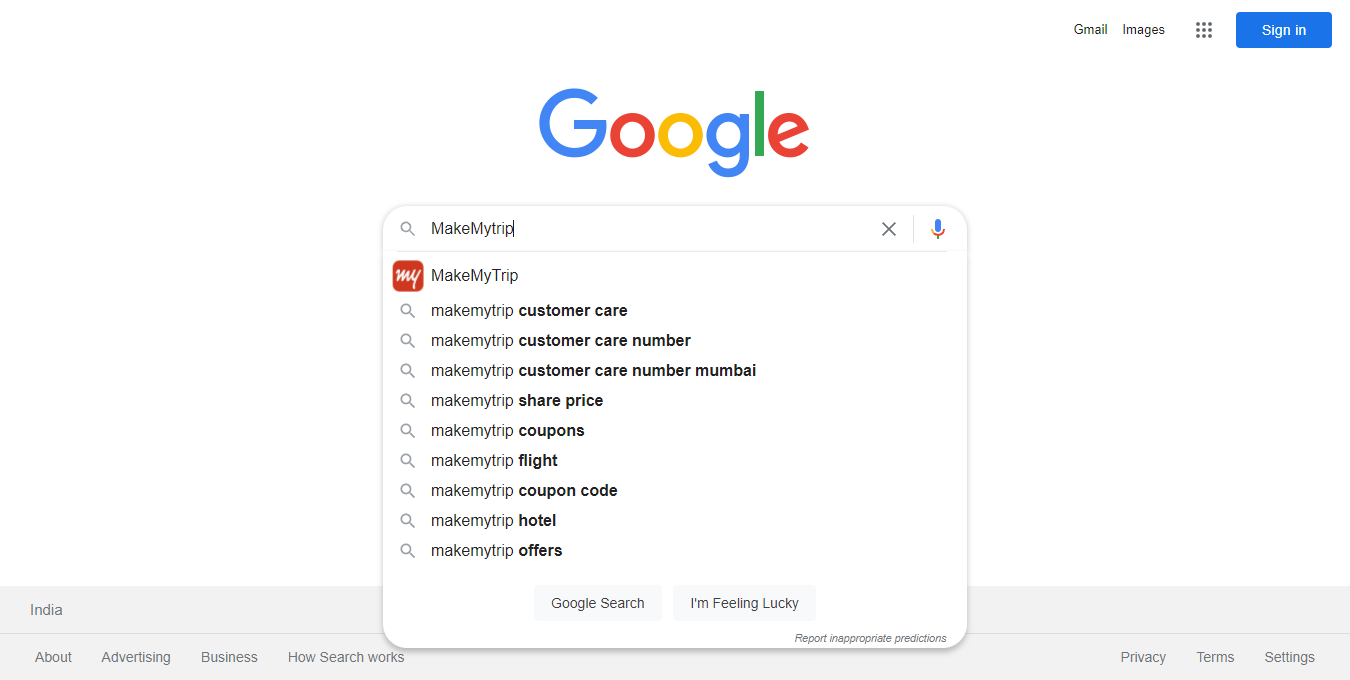 Gmail Images Sign in
Google
MakeMytrip
my MakeMyTrip
makemytrip customer care
makemytrip customer care number
makemytrip customer care number mumbai
makemytrip share price
makemytrip coupons
makemytrip flight
makemytrip coupon code
makemytrip hotel
makemytrip offers
Google Search I'm Feeling Lucky
Report inappropriate predictions
India
About Advertising Business How Search works Privacy Terms Settings